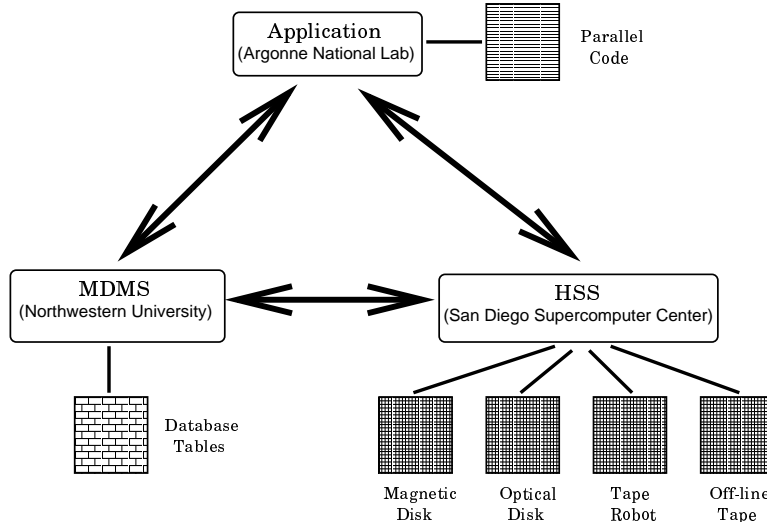 Application
(Argonne National Lab)
Parallel
Code
MDMS
(Northwestern University)
HSS
(San Diego Supercomputer Center)
Database
Tables
Magnetic
Disk
Optical
Disk
Tape
Robot
Off-line
Tape